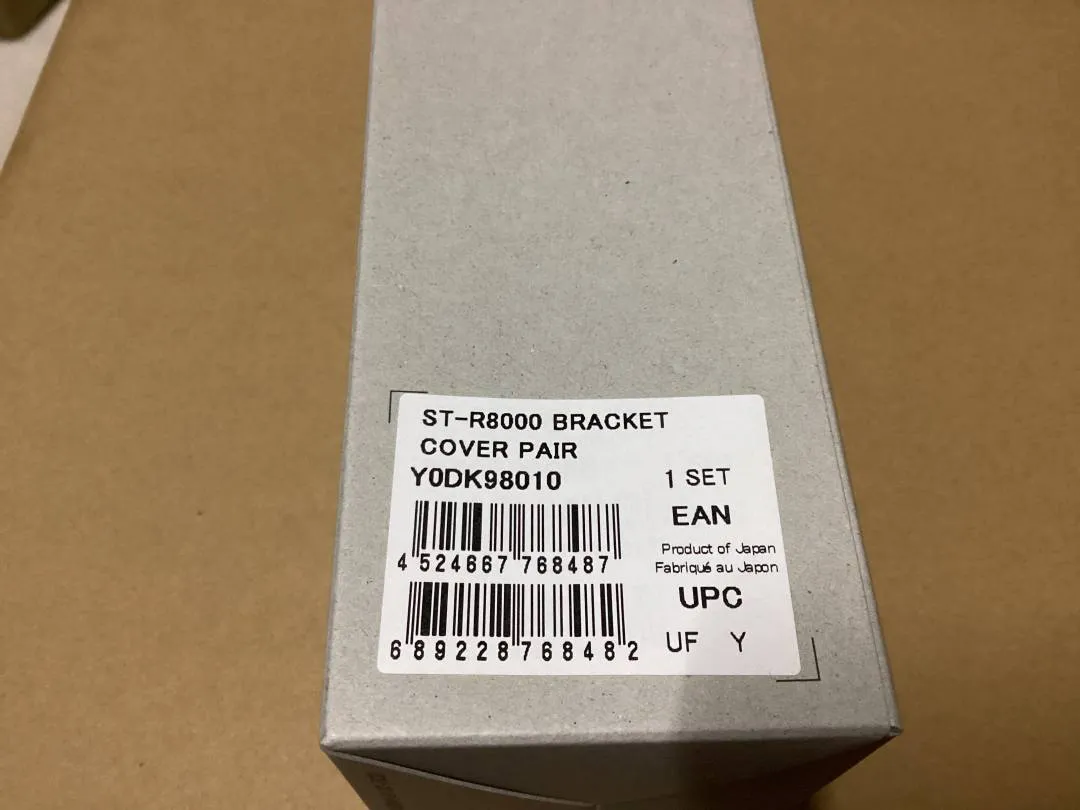 ST-R8000 BRACKET
COVER PAIR
Y0DK98010
1 SET
EAN
4 524667 768487
Product of Japan
Fabriqué au Japon
UPC
6 89228 76848 2
UF Y